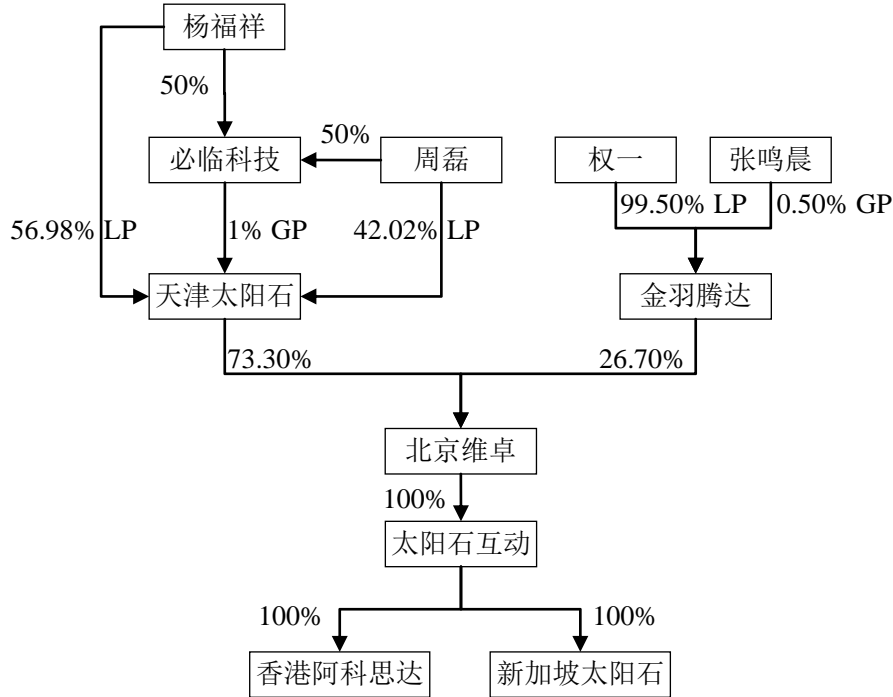 杨福祥
50%
50%
必临科技
周磊
权一
张鸣晨
56.98% LP
1% GP
42.02% LP
99.50% LP
0.50% GP
天津太阳石
金羽腾达
73.30%
26.70%
北京维卓
100%
太阳石互动
100%
100%
香港阿科思达
新加坡太阳石